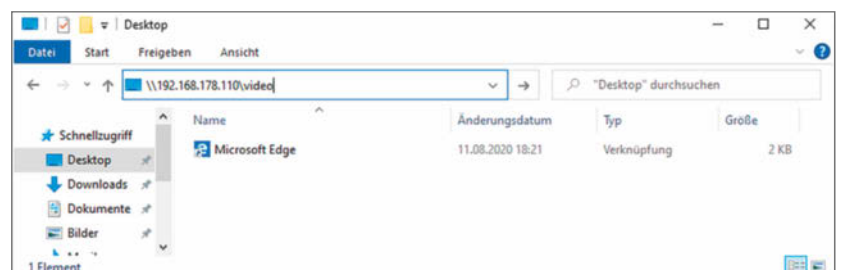 Desktop
Datei Start Freigeben Ansicht
\\192.168.178.110\video "Desktop" durchsuchen
Name Änderungsdatum Typ Größe
Schnellzugriff
Desktop
Microsoft Edge 11.08.2020 18:21 Verknüpfung 2 KB
Downloads
Dokumente
Bilder
1 Element